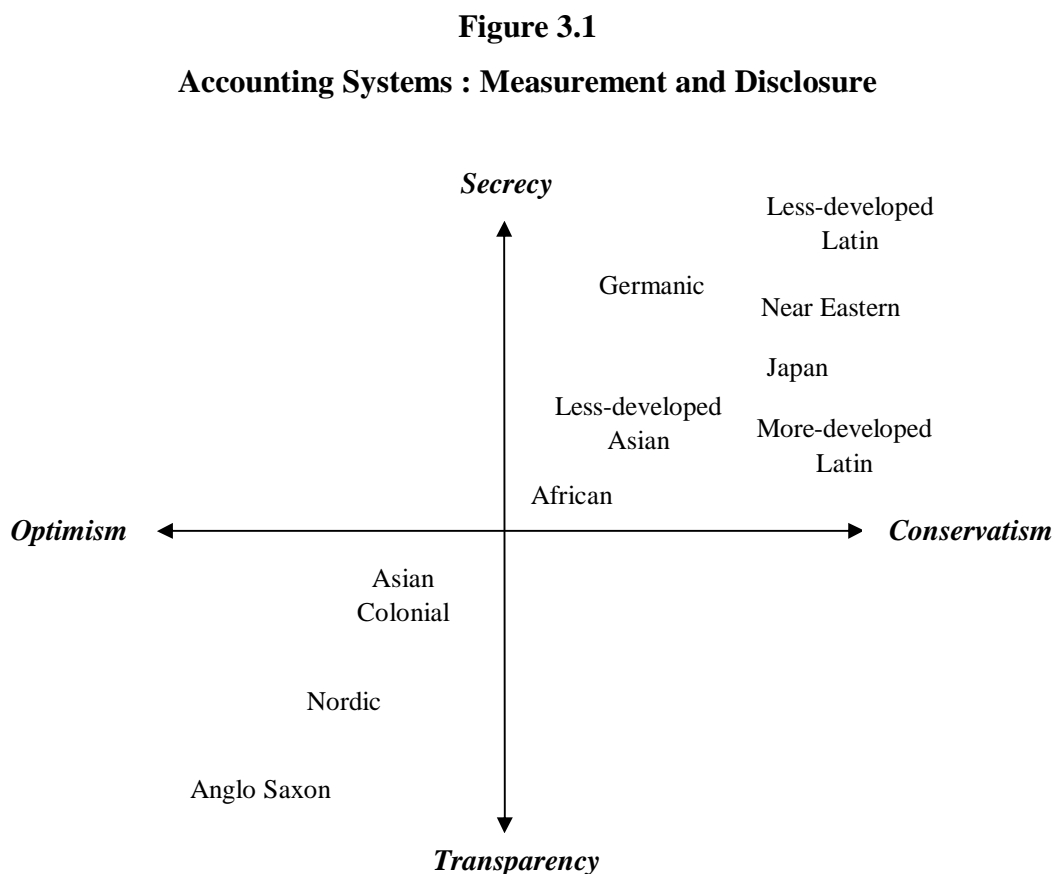 Figure 3.1
Accounting Systems : Measurement and Disclosure
Secrecy
Less-developed
Latin
Germanic
Near Eastern
Japan
Less-developed
Asian
More-developed
Latin
African
Optimism
Conservatism
Asian
Colonial
Nordic
Anglo Saxon
Transparency